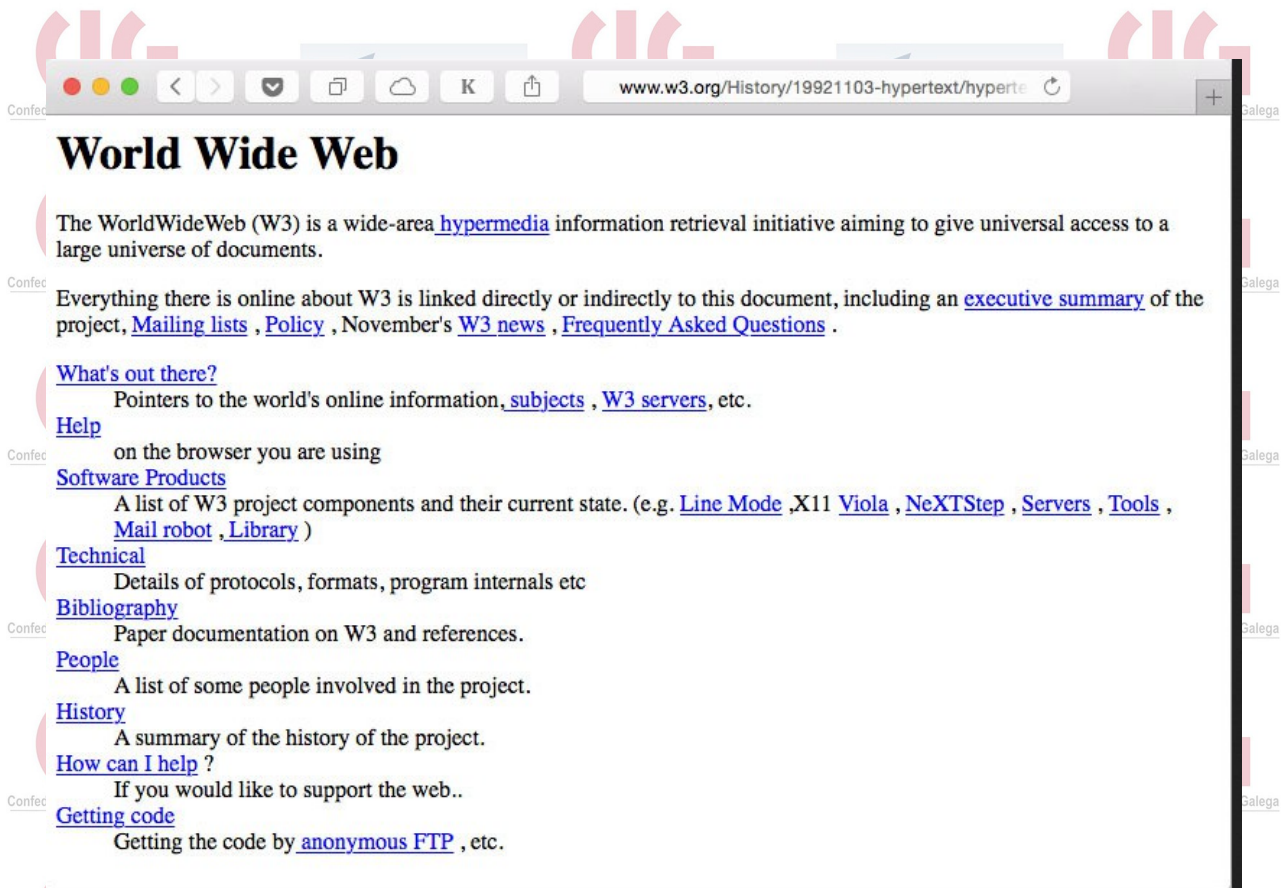 K
www.w3.org/History/19921103-hypertext/hyperte
World Wide Web
The WorldWideWeb (W3) is a wide-area hypermedia information retrieval initiative aiming to give universal access to a
large universe of documents.
Everything there is online about W3 is linked directly or indirectly to this document, including an executive summary of the
project, Mailing lists , Policy , November's W3 news , Frequently Asked Questions .
What's out there?
Pointers to the world's online information, subjects , W3 servers, etc.
Help
on the browser you are using
Software Products
A list of W3 project components and their current state. (e.g. Line Mode ,X11 Viola , NeXTStep , Servers , Tools ,
Mail robot , Library )
Technical
Details of protocols, formats, program internals etc
Bibliography
Paper documentation on W3 and references.
People
A list of some people involved in the project.
History
A summary of the history of the project.
How can I help ?
If you would like to support the web..
Getting code
Getting the code by anonymous FTP , etc.